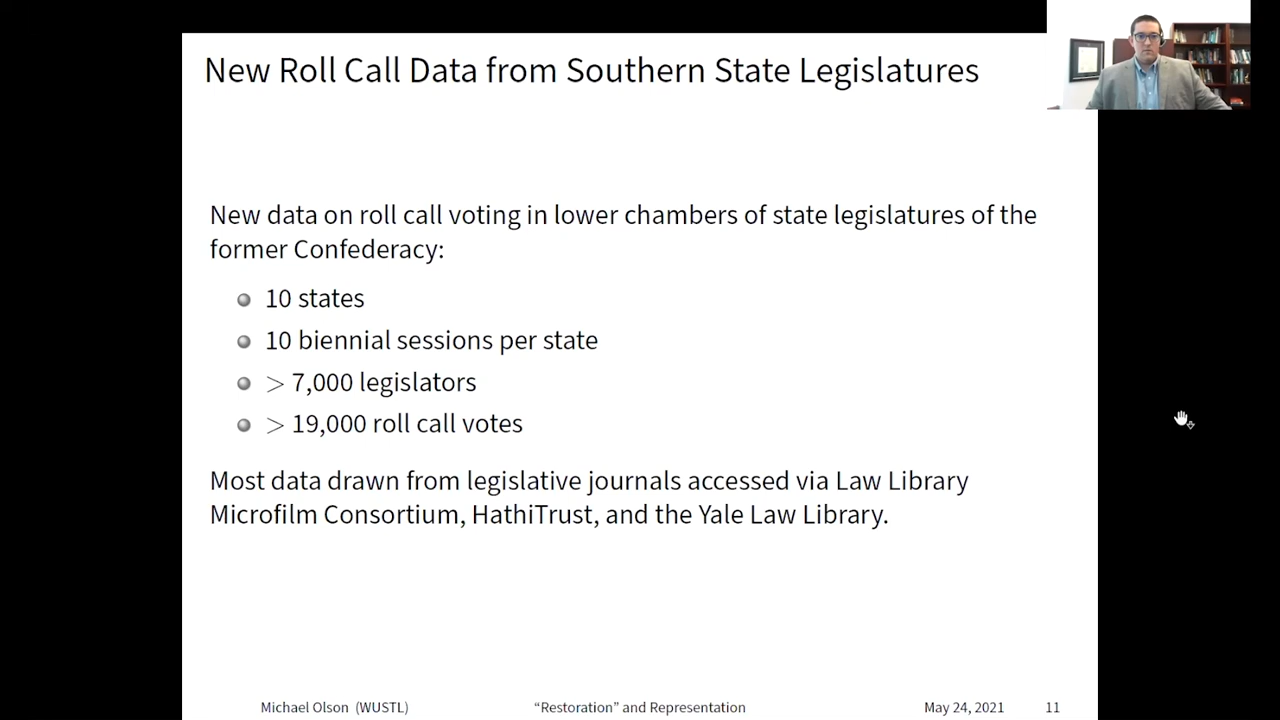 New Roll Call Data from Southern State Legislatures
New data on roll call voting in lower chambers of state legislatures of the
former Confederacy:
10 states
10 biennial sessions per state
> 7,000 legislators
> 19,000 roll call votes
Most data drawn from legislative journals accessed via Law Library
Microfilm Consortium, HathiTrust, and the Yale Law Library.
Michael Olson (WUSTL) “Restoration” and Representation May 24, 2021 11